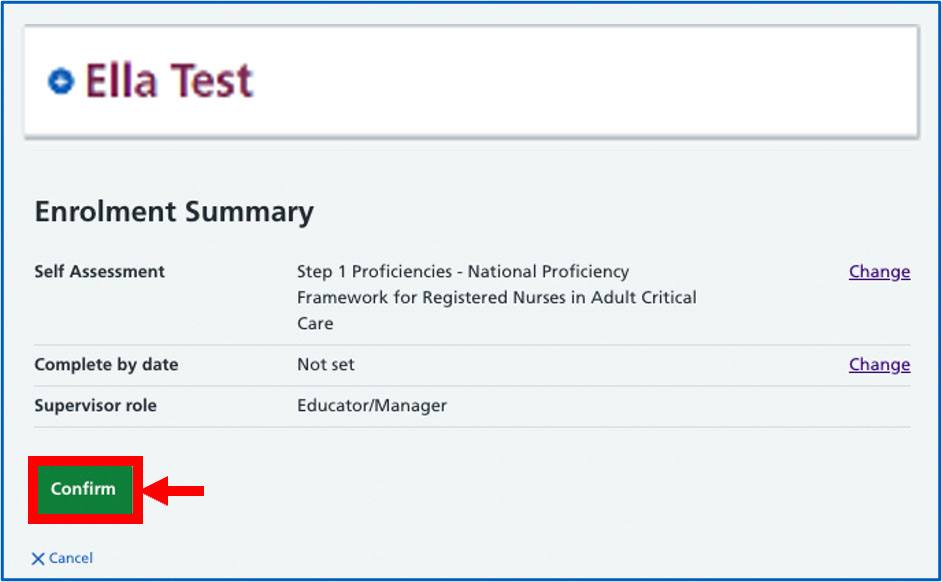 Ella Test
Enrolment Summary
Self Assessment Step 1 Proficiencies - National Proficiency Change
Framework for Registered Nurses in Adult Critical
Care
Complete by date Not set Change
Supervisor role Educator/Manager
Confirm
Cancel